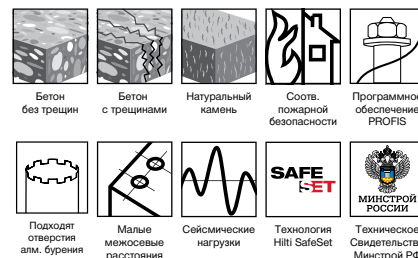 Бетон
без трещин
Бетон
с трещинами
Натуральный
камень
Соотв.
пожарной
безопасности
Программное
обеспечение
PROFIS
SAFE
SET
МИНСТРОЙ
РОССИИ
Подходят
отверстия
алм. бурения
Малые
межосевые
расстояния
Сейсмические
нагрузки
Технология
Hilti SafeSet
Техническое
Свидетельств
Минстрой РФ